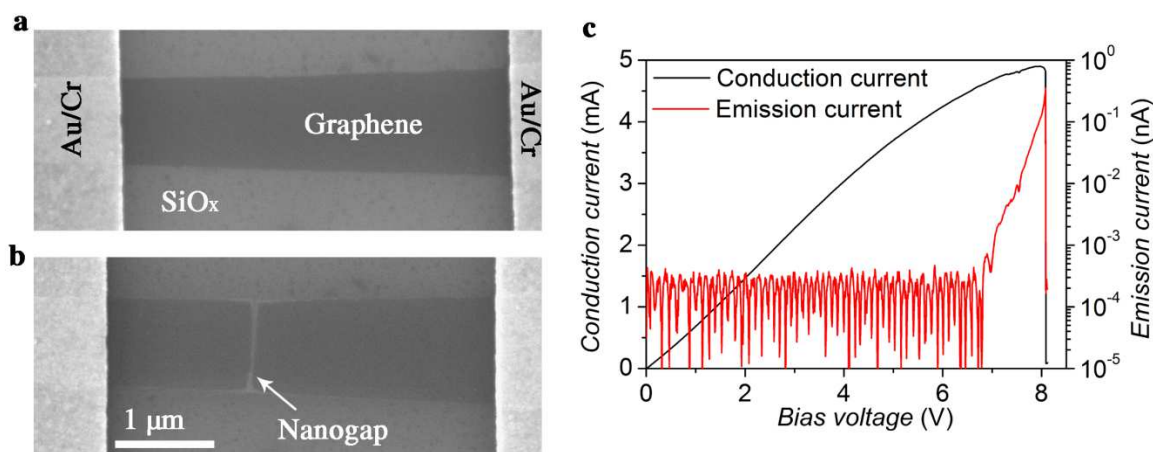 a
Au/Cr
Graphene
Au/Cr
SiOx
b
1 μm
Nanogap
c
Conduction current
Emission current
Conduction current (mA)
5
4
3
2
1
0
10⁰
10⁻¹
10⁻²
10⁻³
10⁻⁴
10⁻⁵
Emission current (nA)
0
2
4
6
8
Bias voltage (V)